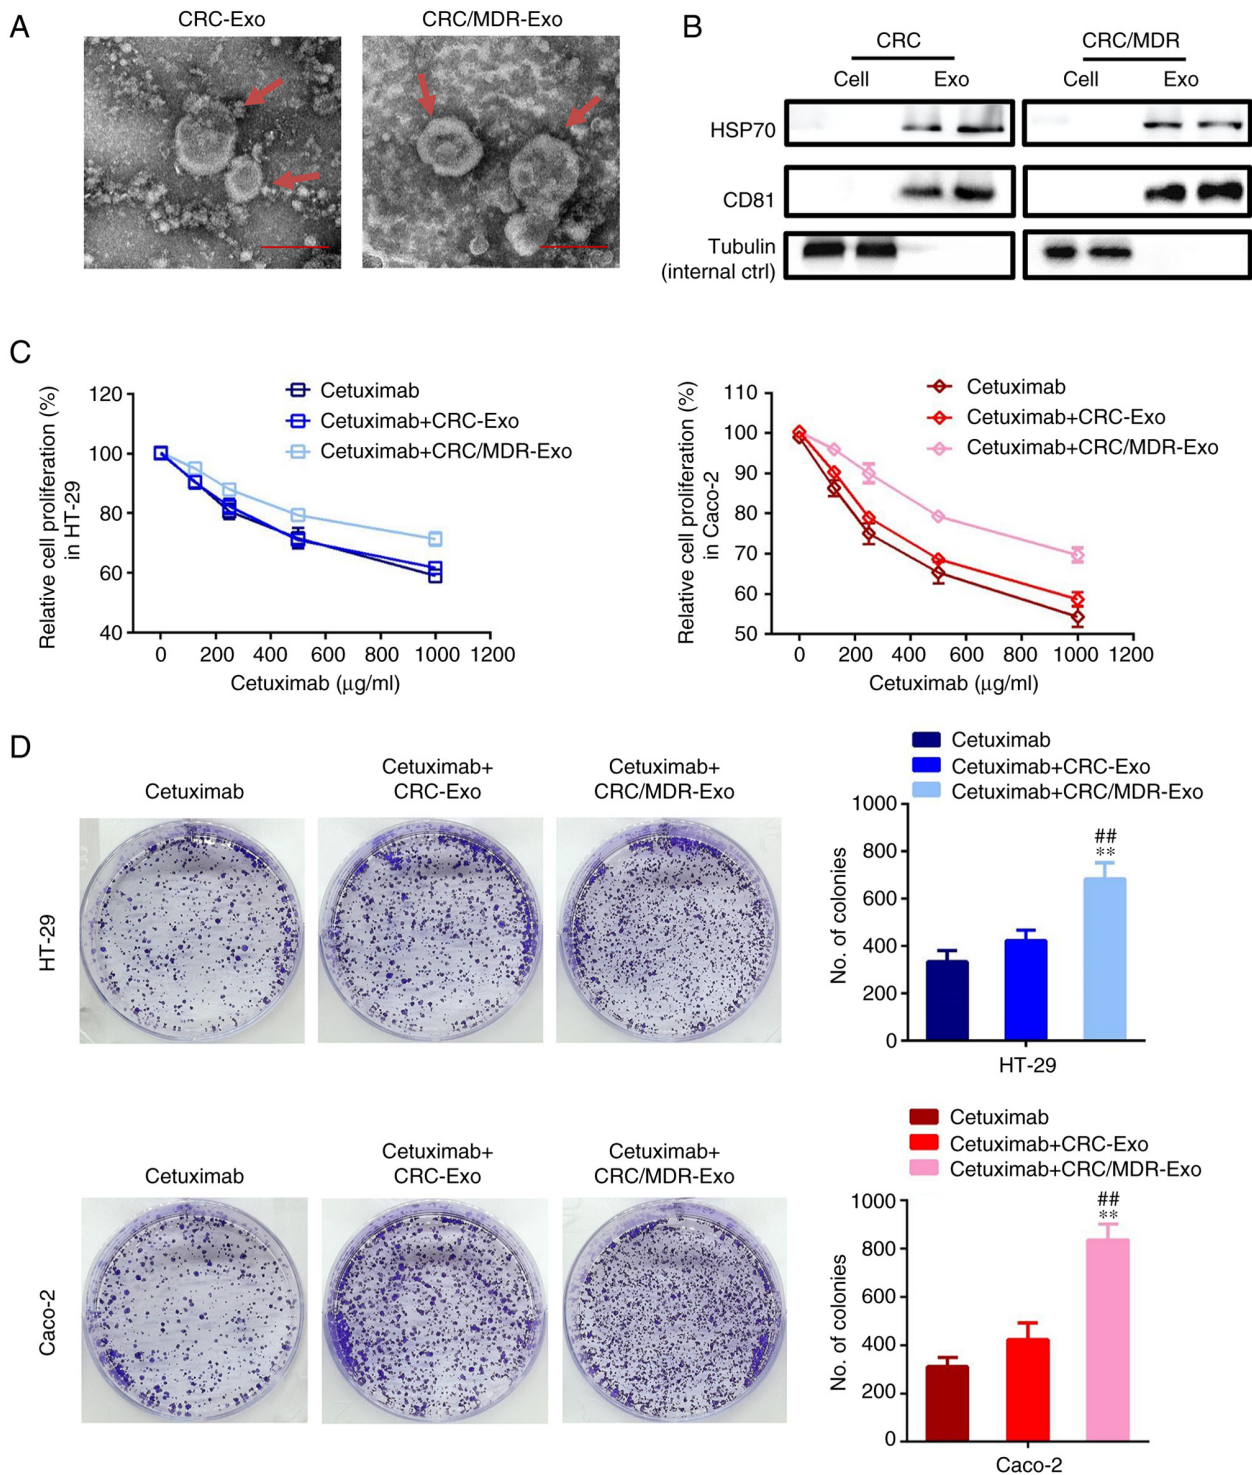 A
CRC-Exo
CRC/MDR-Exo
B
CRC
CRC/MDR
Cell
Exo
Cell
Exo
HSP70
CD81
Tubulin
(internal ctrl)
C
Relative cell proliferation (%)
in HT-29
120
100
80
60
40
0
200
400
600
800
1000
1200
Cetuximab (μg/ml)
Cetuximab
Cetuximab+CRC-Exo
Cetuximab+CRC/MDR-Exo
Relative cell proliferation (%)
in Caco-2
110
100
90
80
70
60
50
0
200
400
600
800
1000
1200
Cetuximab (μg/ml)
Cetuximab
Cetuximab+CRC-Exo
Cetuximab+CRC/MDR-Exo
D
Cetuximab
Cetuximab+
CRC-Exo
Cetuximab+
CRC/MDR-Exo
HT-29
Cetuximab
Cetuximab+CRC-Exo
Cetuximab+CRC/MDR-Exo
No. of colonies
1000
800
600
400
200
0
##
**
HT-29
Cetuximab
Cetuximab+
CRC-Exo
Cetuximab+
CRC/MDR-Exo
Caco-2
Cetuximab
Cetuximab+CRC-Exo
Cetuximab+CRC/MDR-Exo
No. of colonies
1000
800
600
400
200
0
##
**
Caco-2